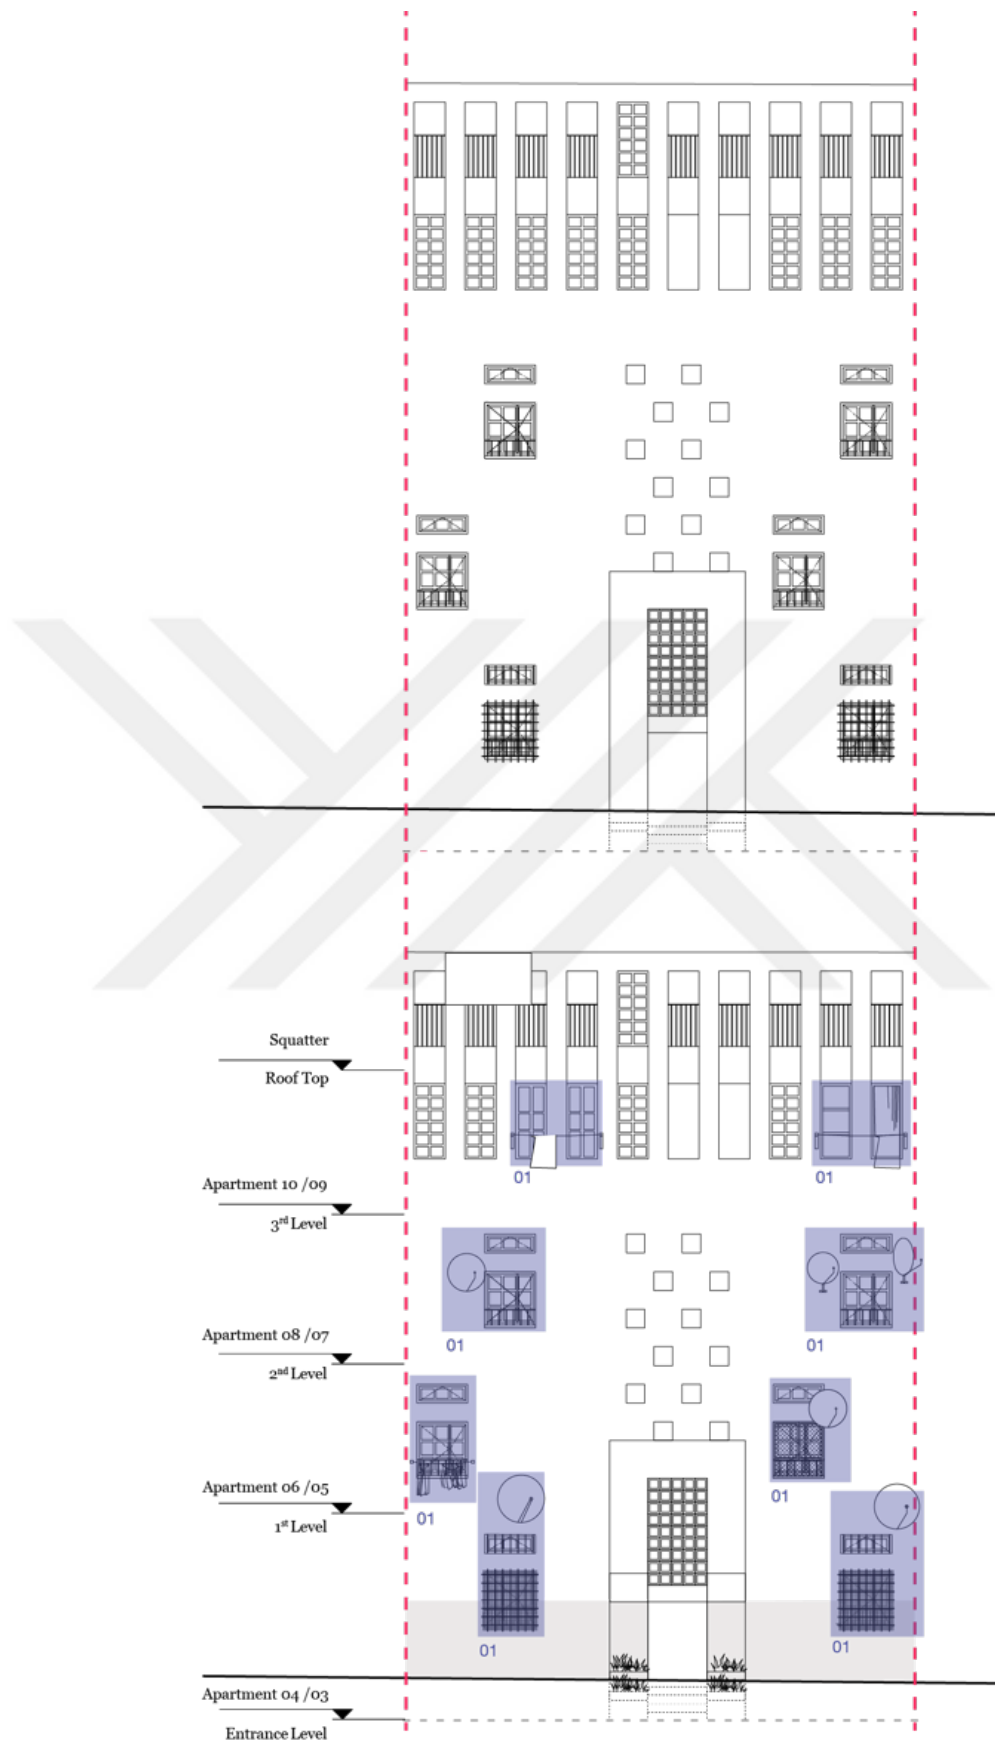 Squatter
Roof Top
01 01
Apartment 10 /09
3rd Level
01 01
Apartment 08 /07
2nd Level
01
Apartment 06 /05
01
1st Level
01 01
Apartment 04 /03
Entrance Level